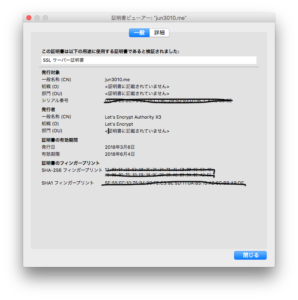 証明書ビューアー: "jun3010.me"
一般 詳細
この証明書は以下の用途に使用する証明書であると検証されました:
SSL サーバー証明書
発行対象
一般名称 (CN) jun3010.me
組織 (O) <証明書に記載されていません>
部門 (OU) <証明書に記載されていません>
シリアル番号
発行者
一般名称 (CN) Let's Encrypt Authority X3
組織 (O) Let's Encrypt
部門 (OU) <証明書に記載されていません>
証明書の有効期間
発行日 2018年3月6日
有効期限 2018年6月4日
証明書のフィンガープリント
SHA-256 フィンガープリント
SHA1 フィンガープリント
閉じる